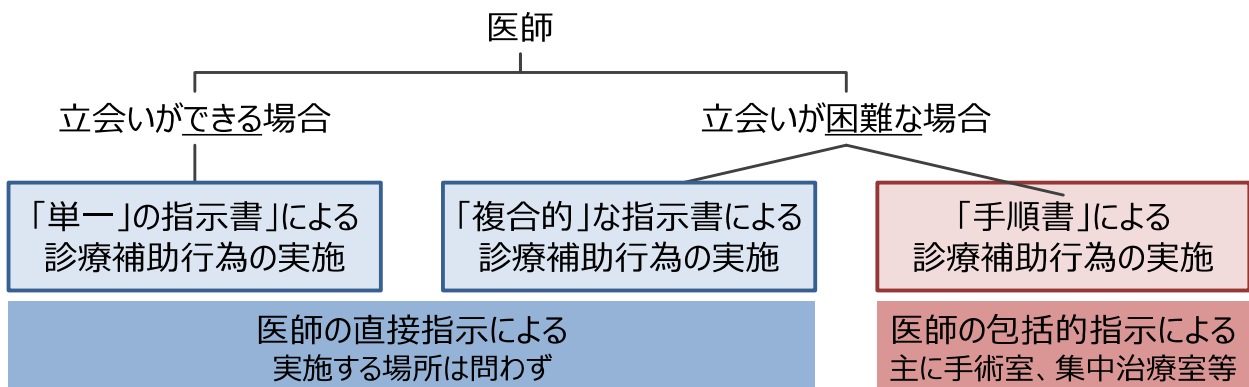 医師
立会いができる場合
立会いが困難な場合
「単一」の指示書」による
診療補助行為の実施
「複合的」な指示書による
診療補助行為の実施
「手順書」による
診療補助行為の実施
医師の直接指示による
実施する場所は問わず
医師の包括的指示による
主に手術室、集中治療室等